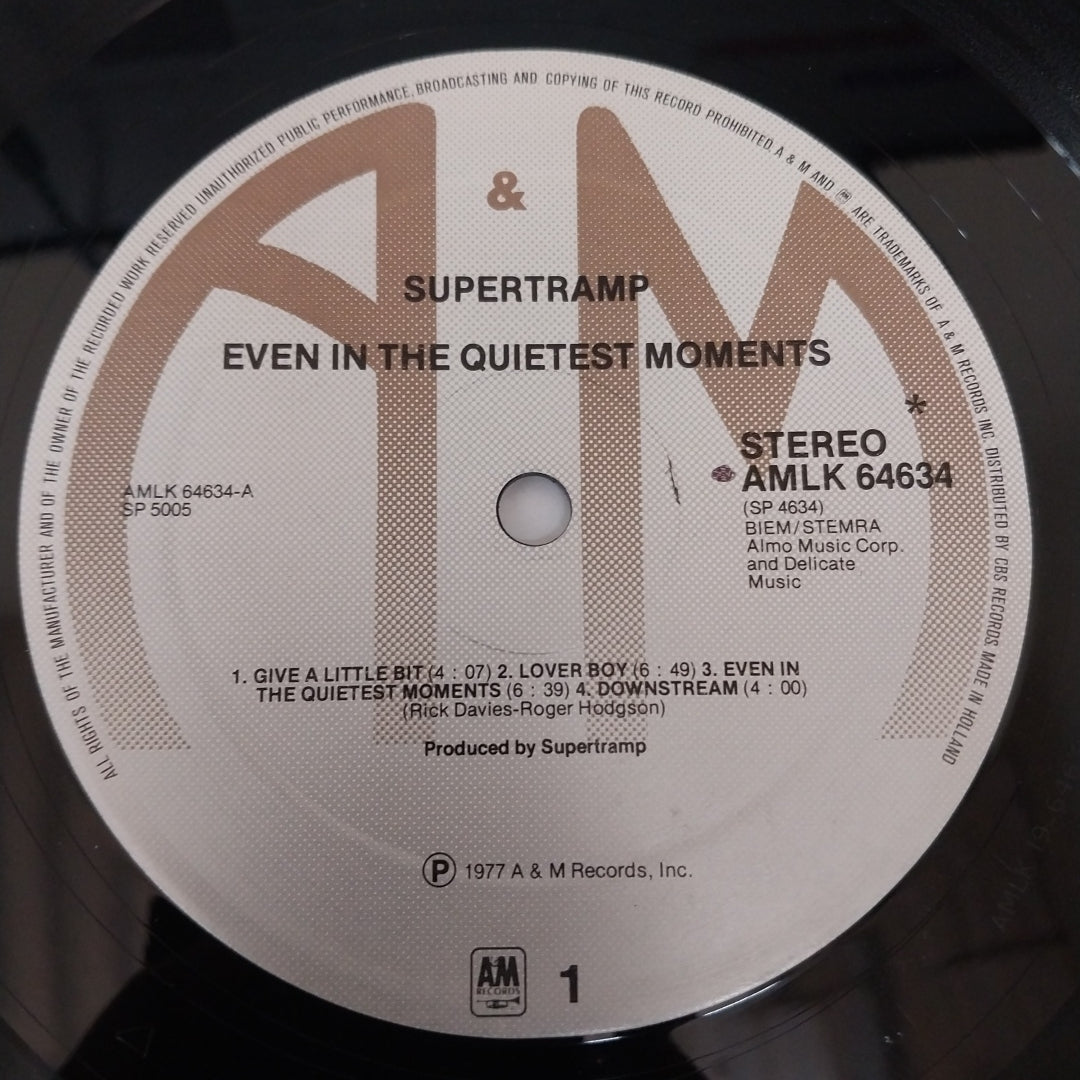 ALL RIGHTS OF THE MANUFACTURER AND OF THE OWNER OF THE RECORDED WORK RESERVED UNAUTHORIZED PUBLIC PERFORMANCE, BROADCASTING AND COPYING OF THIS RECORD PROHIBITED. A & M AND AM ARE TRADEMARKS OF A & M RECORDS INC. DISTRIBUTED BY CBS RECORDS MADE IN HOLLAND
A & M
SUPERTRAMP
EVEN IN THE QUIETEST MOMENTS
*
STEREO
AMLK 64634
(SP 4634)
BIEM/STEMRA
Almo Music Corp.
and Delicate
Music
AMLK 64634-A
SP 5005
1. GIVE A LITTLE BIT (4 : 07) 2. LOVER BOY (6 : 49) 3. EVEN IN
THE QUIETEST MOMENTS (6 : 39) 4. DOWNSTREAM (4 : 00)
(Rick Davies-Roger Hodgson)
Produced by Supertramp
Ⓟ 1977 A & M Records, Inc.
AM
RECORDS
1
AMLK